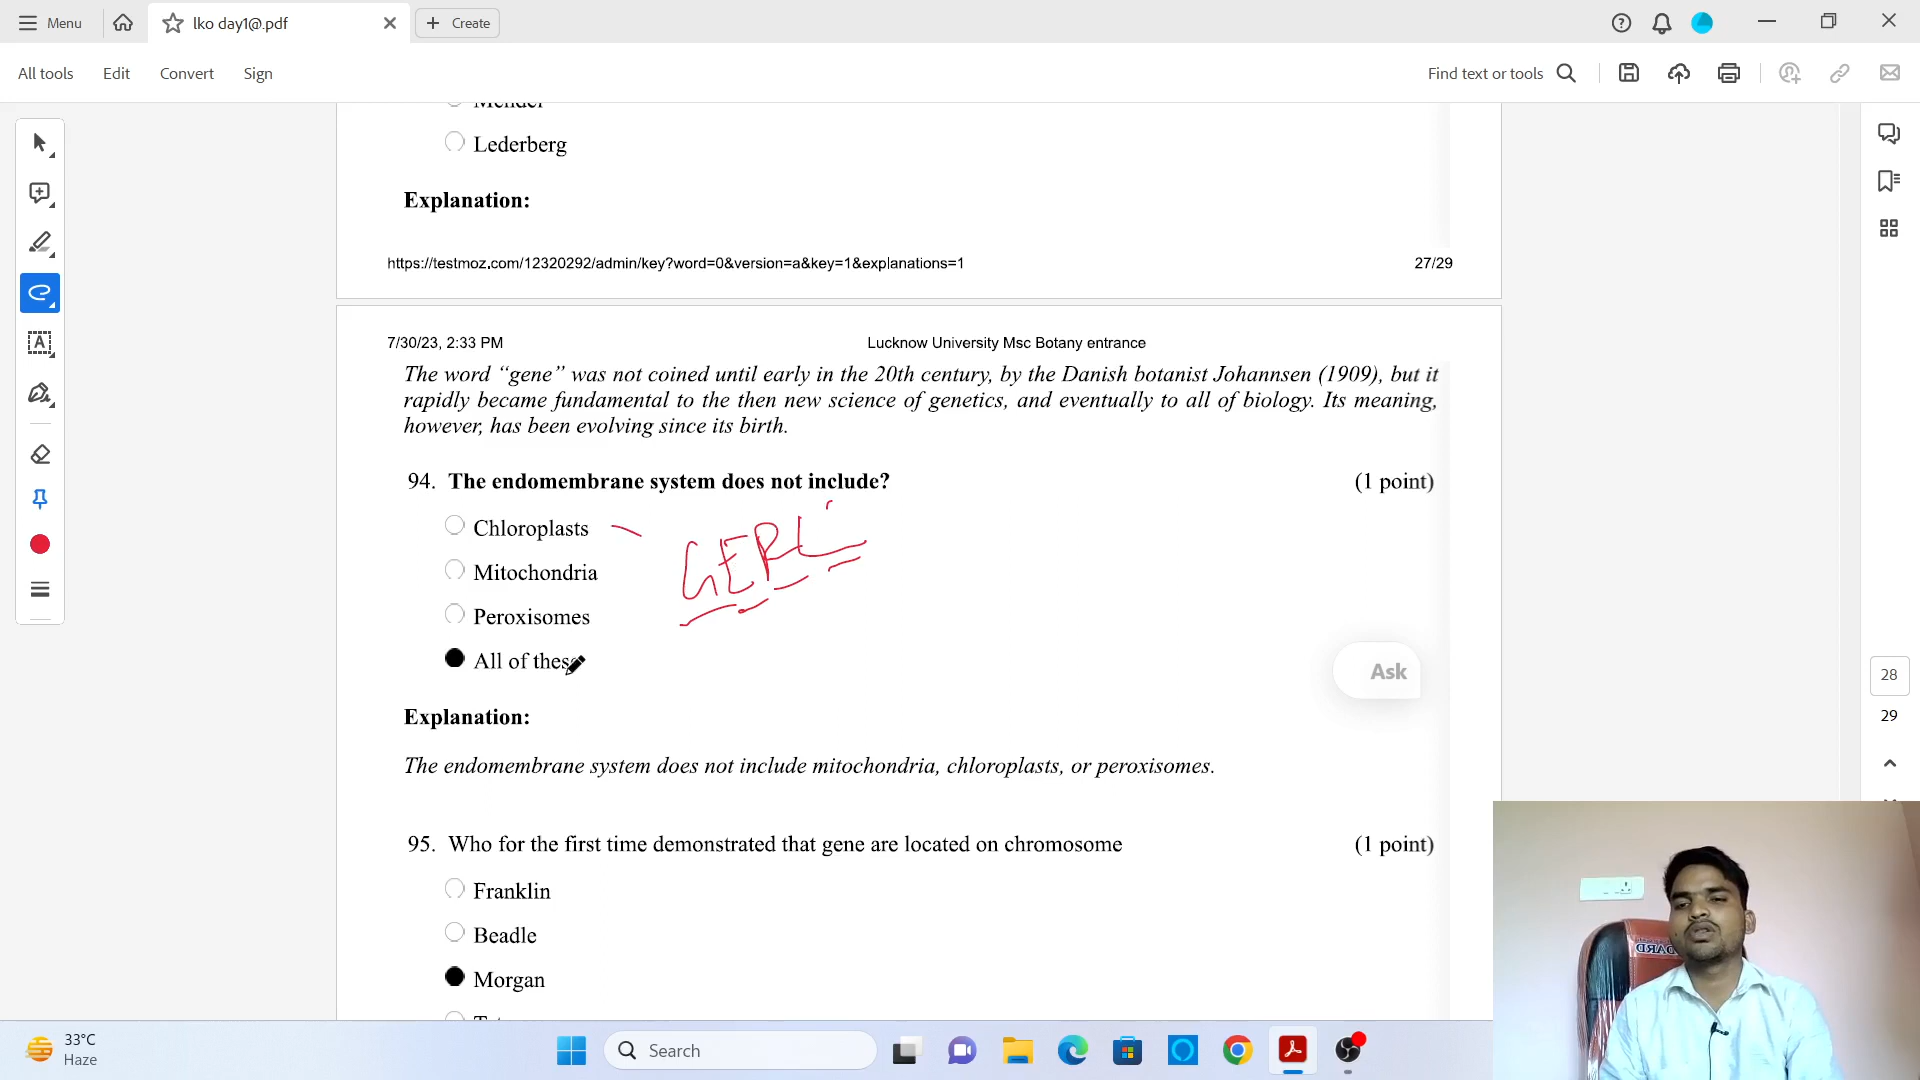 Menu
lko day1@.pdf
Create
All tools
Edit
Convert
Sign
Find text or tools
Lederberg
Explanation:
https://testmoz.com/12320292/admin/key?word=0&version=a&key=1&explanations=1
27/29
7/30/23, 2:33 PM
Lucknow University Msc Botany entrance
The word “gene” was not coined until early in the 20th century, by the Danish botanist Johannsen (1909), but it
rapidly became fundamental to the then new science of genetics, and eventually to all of biology. Its meaning,
however, has been evolving since its birth.
94. The endomembrane system does not include?
(1 point)
Chloroplasts
GERL
Mitochondria
Peroxisomes
All of these
Ask
28
29
Explanation:
The endomembrane system does not include mitochondria, chloroplasts, or peroxisomes.
95. Who for the first time demonstrated that gene are located on chromosome
(1 point)
Franklin
Beadle
Morgan
33°C
Haze
Search